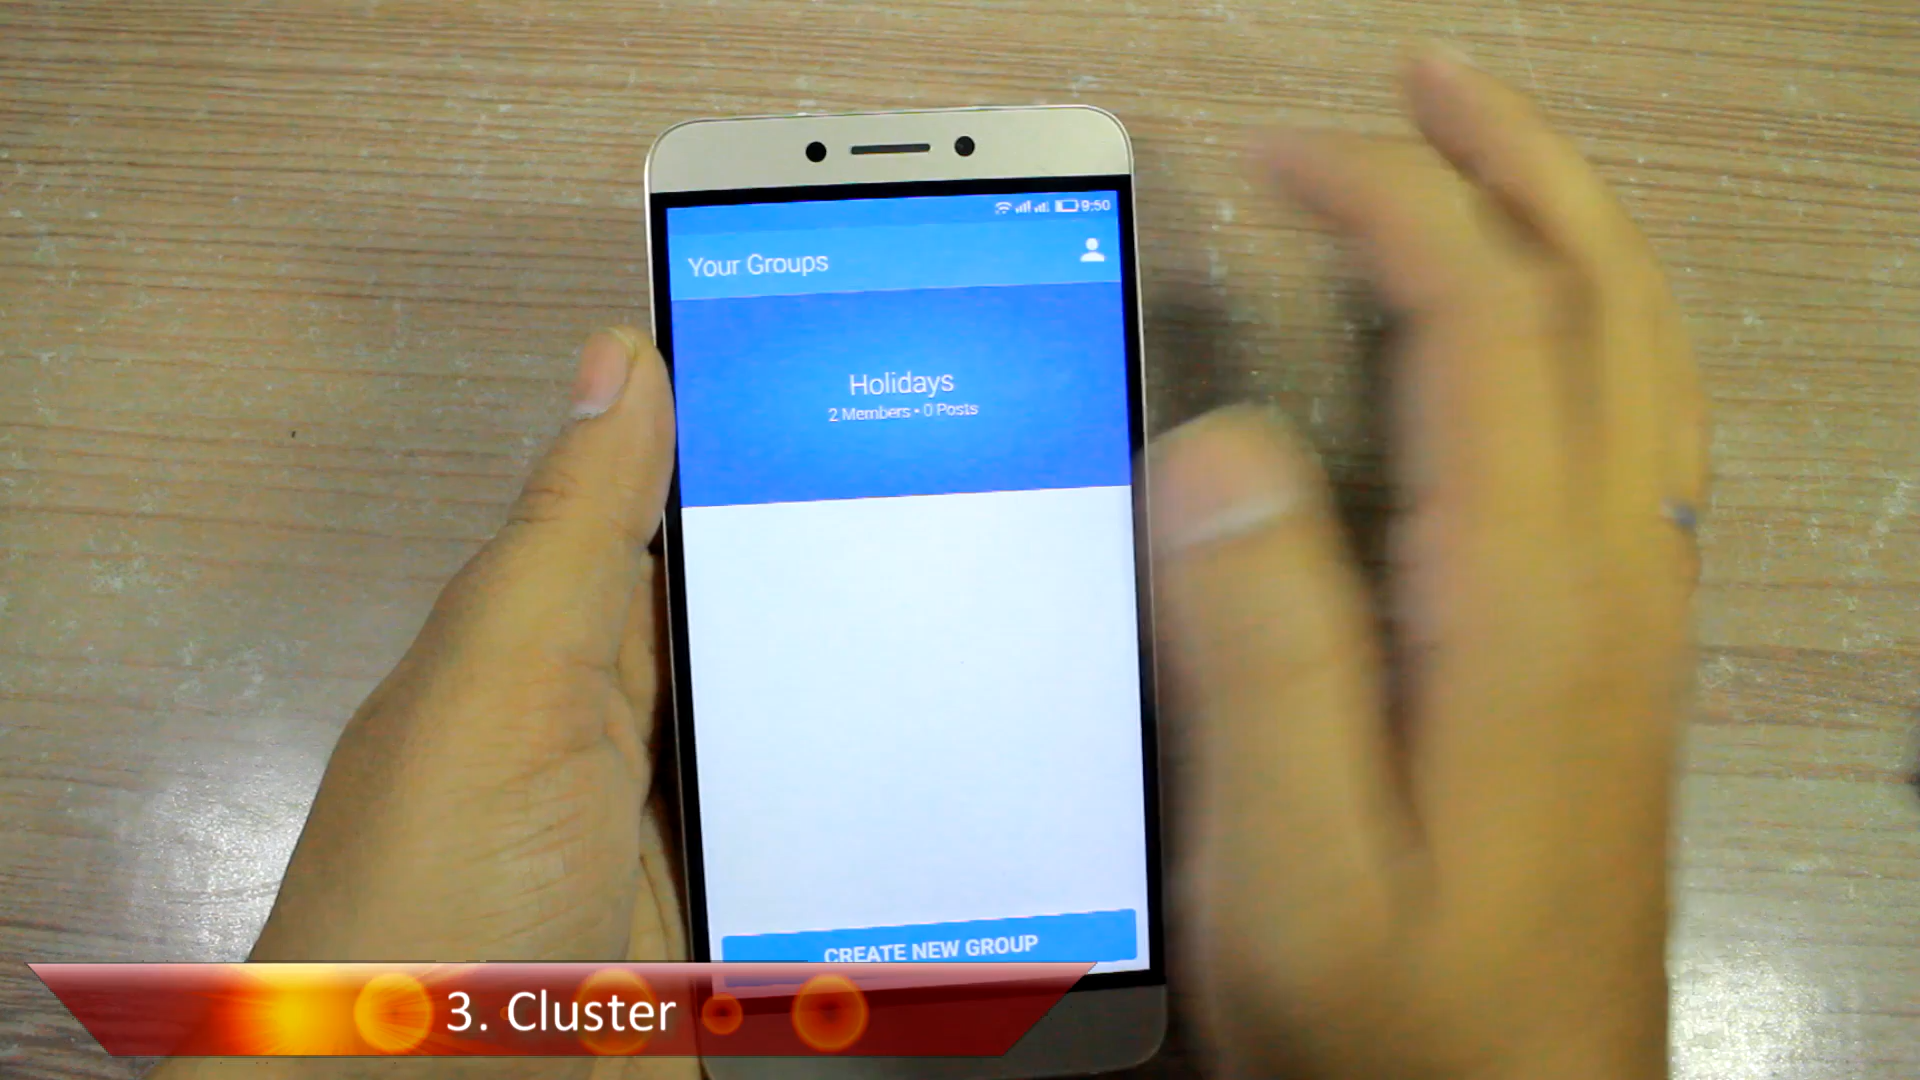 9:50
Your Groups
Holidays
2 Members • 0 Posts
CREATE NEW GROUP
3. Cluster